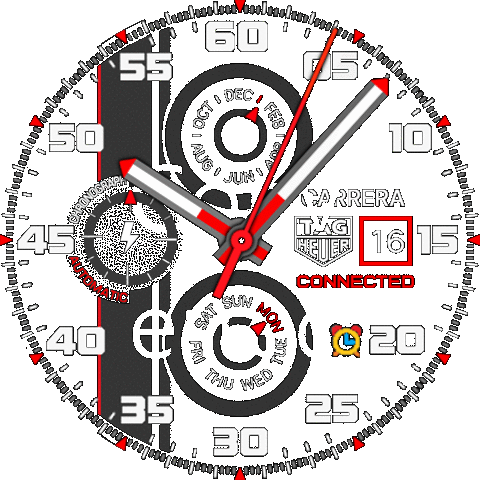 60
55
05
50
10
OCT DEC FEB
AUG JUN APR
CHRONOGRAPH
CARRERA
TAG
HEUER
16
45
15
AUTOMATIC
CONNECTED
SAT SUN MON
FRI THU WED TUE
40
20
35
25
30